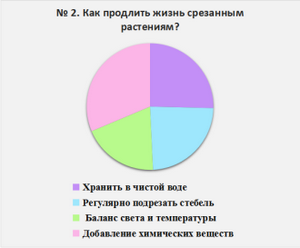 № 2. Как продлить жизнь срезанным
растениям?
Хранить в чистой воде
Регулярно подрезать стебель
Баланс света и температуры
Добавление химических веществ